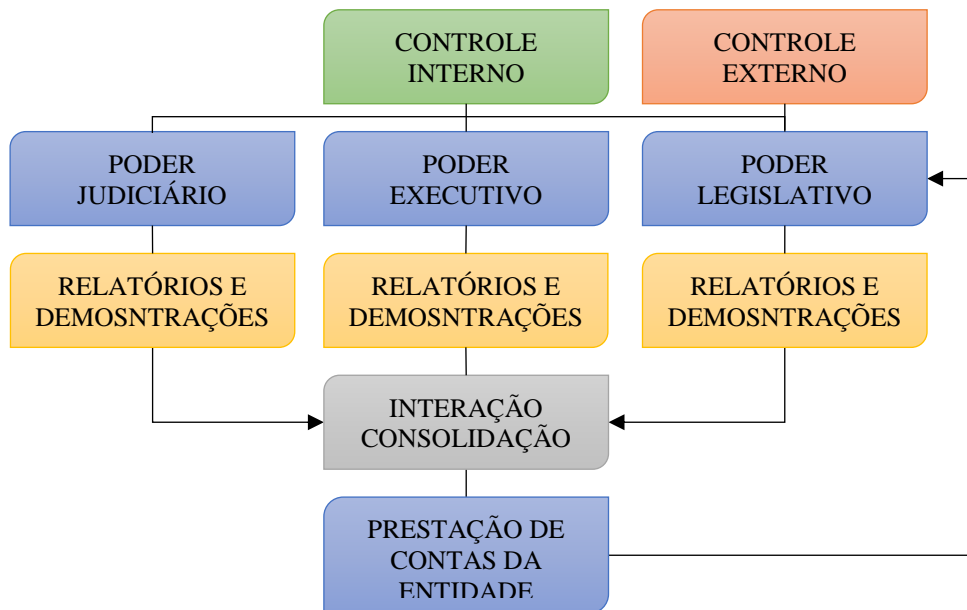 CONTROLE
INTERNO
CONTROLE
EXTERNO
PODER
JUDICIÁRIO
PODER
EXECUTIVO
PODER
LEGISLATIVO
RELATÓRIOS E
DEMOSNTRAÇÕES
RELATÓRIOS E
DEMOSNTRAÇÕES
RELATÓRIOS E
DEMOSNTRAÇÕES
INTERAÇÃO
CONSOLIDAÇÃO
PRESTAÇÃO DE
CONTAS DA
ENTIDADE